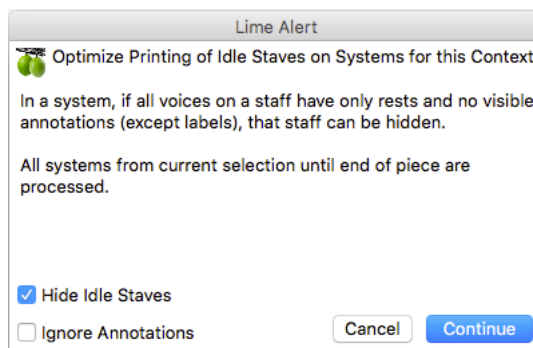 Lime Alert
Optimize Printing of Idle Staves on Systems for this Context
In a system, if all voices on a staff have only rests and no visible
annotations (except labels), that staff can be hidden.
All systems from current selection until end of piece are
processed.
Hide Idle Staves
Ignore Annotations
Cancel
Continue